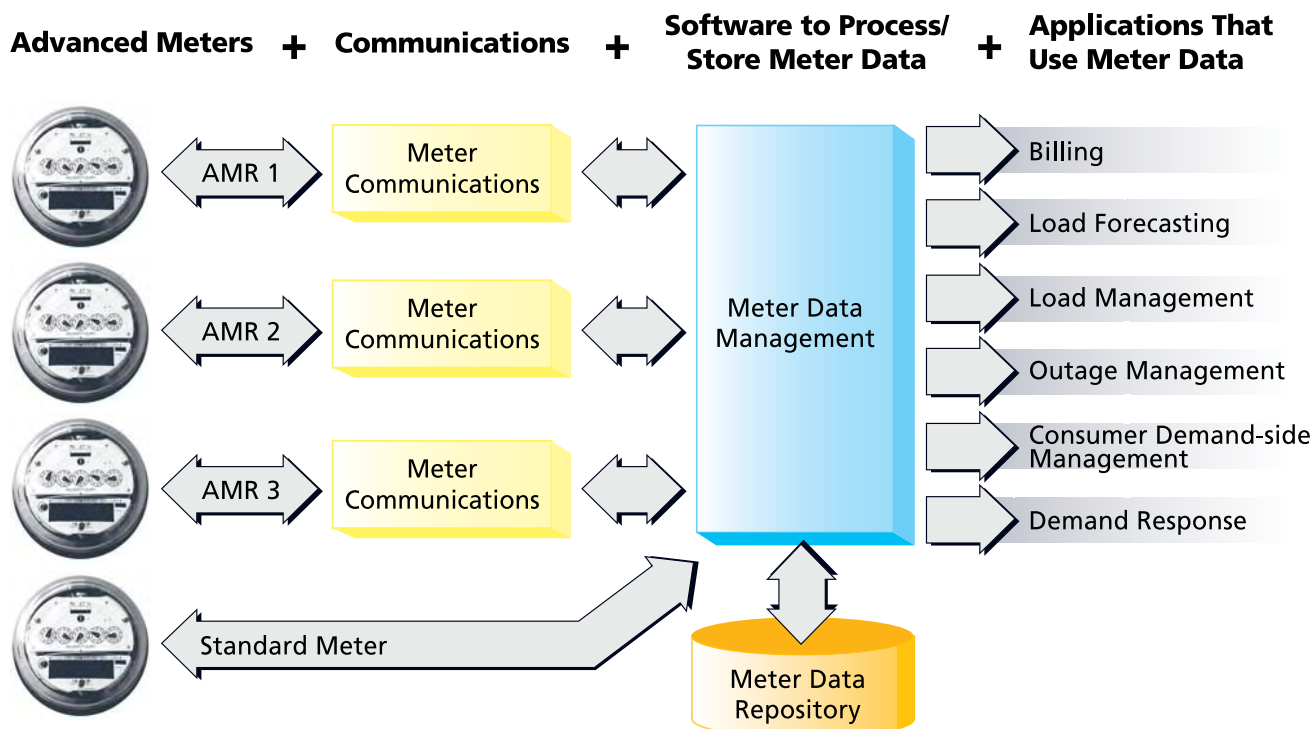 Advanced Meters + Communications + Software to Process/
Store Meter Data + Applications That
Use Meter Data
AMR 1
Meter
Communications
AMR 2
Meter
Communications
AMR 3
Meter
Communications
Standard Meter
Meter Data
Management
Meter Data
Repository
Billing
Load Forecasting
Load Management
Outage Management
Consumer Demand-side
Management
Demand Response